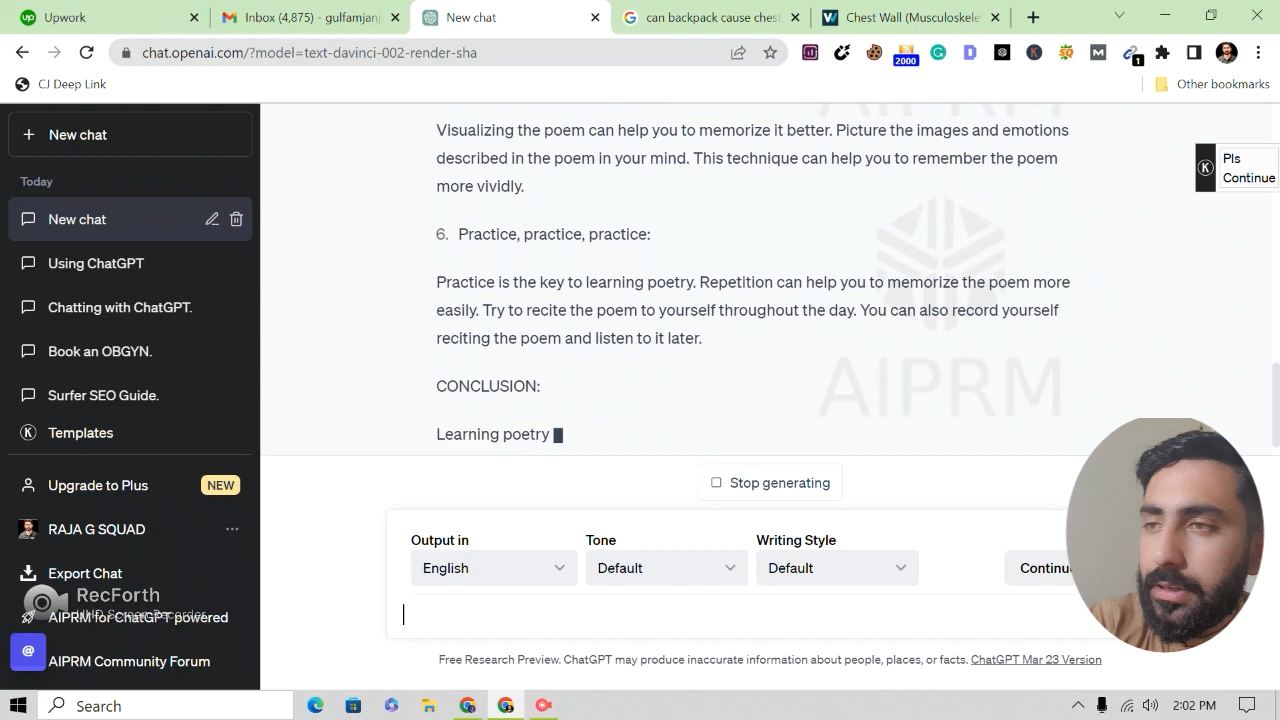 Upwork
Inbox (4,875) - gulfamjanj
New chat
can backpack cause chest
Chest Wall (Musculoskele
chat.openai.com/?model=text-davinci-002-render-sha
2000
1
CJ Deep Link
Other bookmarks
New chat
Today
New chat
Using ChatGPT
Chatting with ChatGPT.
Book an OBGYN.
Surfer SEO Guide.
Templates
Upgrade to Plus
NEW
RAJA G SQUAD
Export Chat
RecForth
AIPRM for ChatGPT powered
AIPRM Community Forum
Visualizing the poem can help you to memorize it better. Picture the images and emotions
described in the poem in your mind. This technique can help you to remember the poem
more vividly.
6. Practice, practice, practice:
Practice is the key to learning poetry. Repetition can help you to memorize the poem more
easily. Try to recite the poem to yourself throughout the day. You can also record yourself
reciting the poem and listen to it later.
CONCLUSION:
Learning poetry
AIPRM
Pls
Continue
Stop generating
Output in
Tone
Writing Style
English
Default
Default
Continu
Free Research Preview. ChatGPT may produce inaccurate information about people, places, or facts. ChatGPT Mar 23 Version
Search
2:02 PM